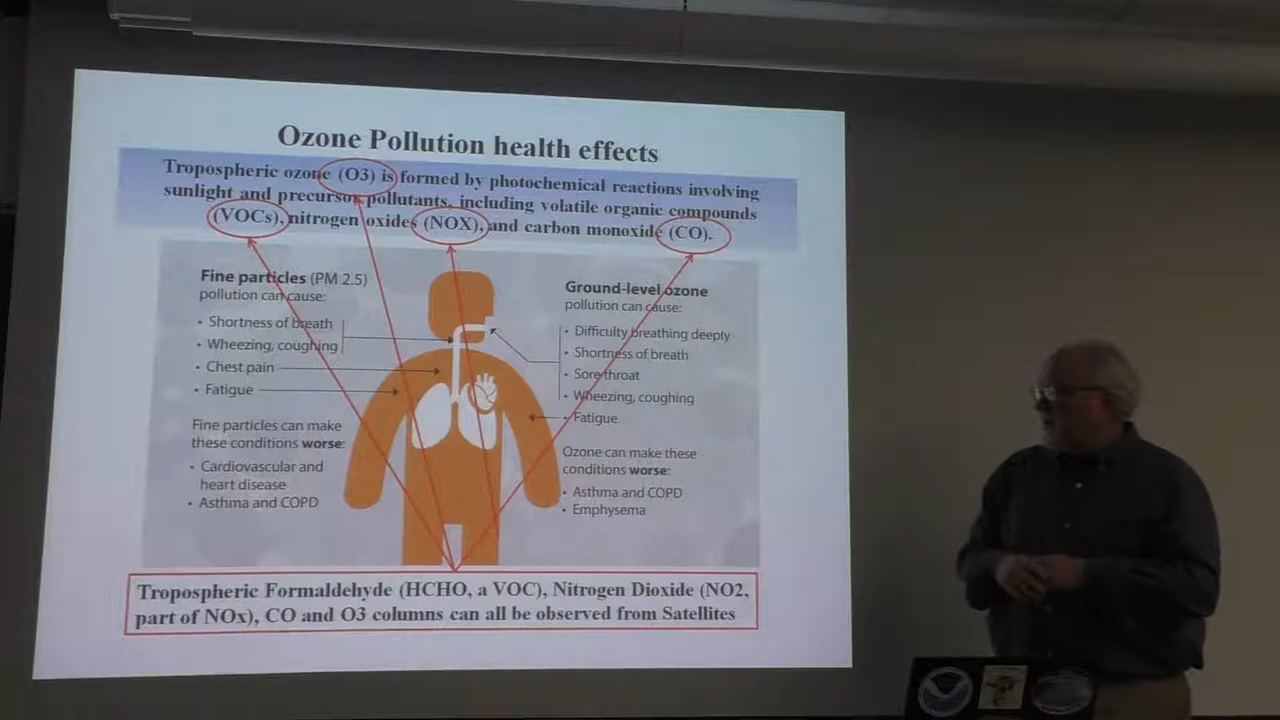 Ozone Pollution health effects
Tropospheric ozone (O3) is formed by photochemical reactions involving
sunlight and precursor pollutants, including volatile organic compounds
(VOCs), nitrogen oxides (NOX), and carbon monoxide (CO).
Fine particles (PM 2.5)
pollution can cause:
• Shortness of breath
• Wheezing, coughing
• Chest pain
• Fatigue
Fine particles can make
these conditions worse:
• Cardiovascular and
heart disease
• Asthma and COPD
Ground-level ozone
pollution can cause:
• Difficulty breathing deeply
• Shortness of breath
• Sore throat
• Wheezing, coughing
• Fatigue
Ozone can make these
conditions worse:
• Asthma and COPD
• Emphysema
Tropospheric Formaldehyde (HCHO, a VOC), Nitrogen Dioxide (NO2,
part of NOx), CO and O3 columns can all be observed from Satellites